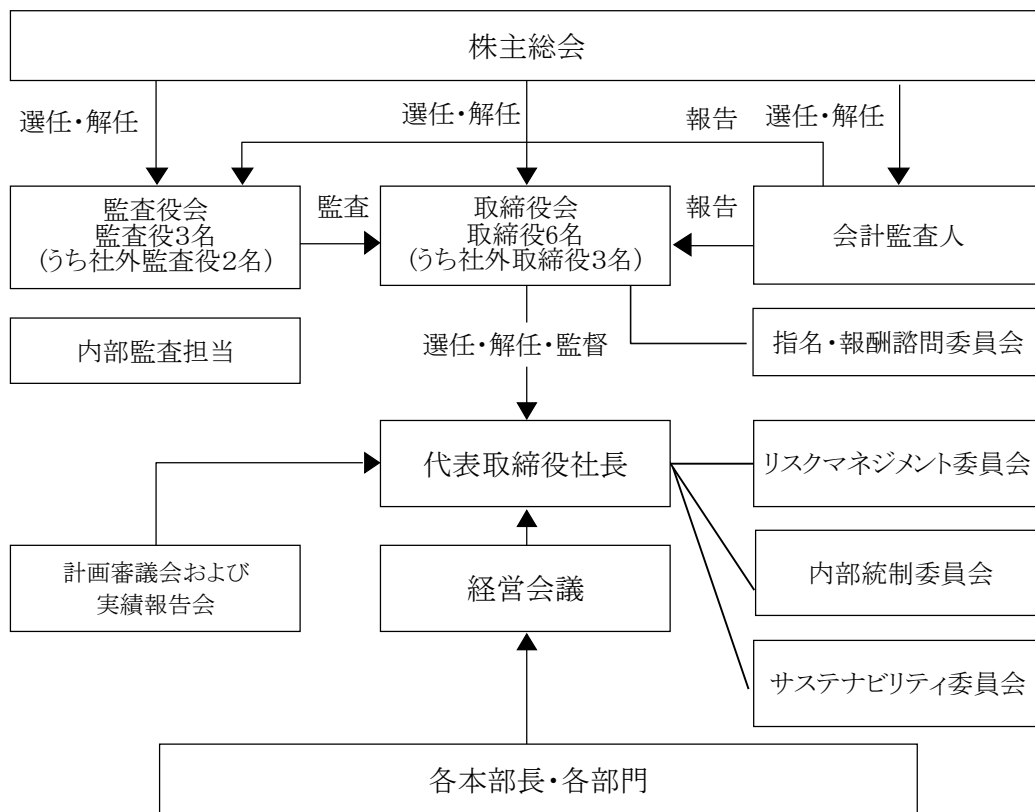 株主総会
選任・解任
選任・解任
報告
選任・解任
監査役会
監査役3名
(うち社外監査役2名)
監査
取締役会
取締役6名
(うち社外取締役3名)
報告
会計監査人
内部監査担当
選任・解任・監督
指名・報酬諮問委員会
代表取締役社長
リスクマネジメント委員会
計画審議会および
実績報告会
経営会議
内部統制委員会
サステナビリティ委員会
各本部長・各部門